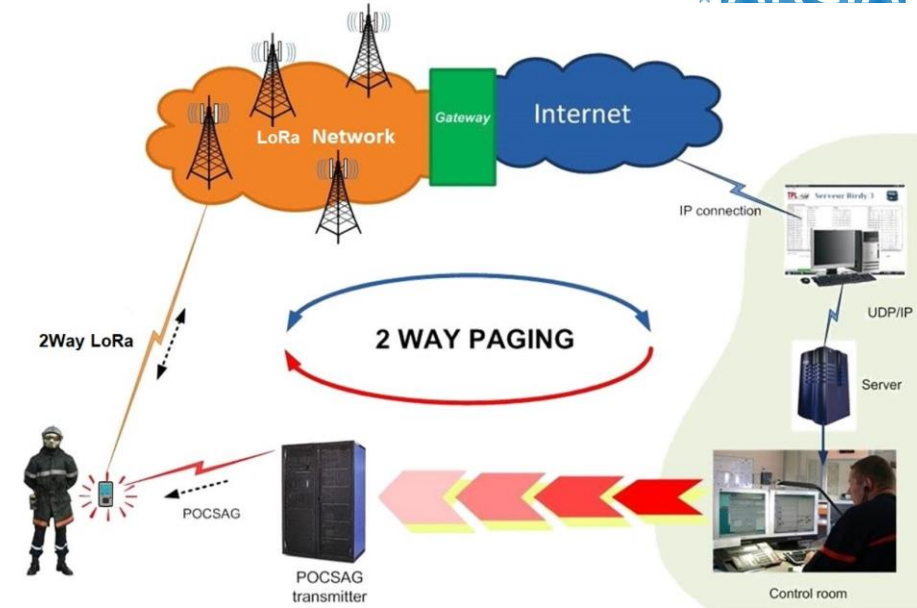 LoRa Network
Gateway
Internet
IP connection
TPL
Serveur Birdy 3
UDP/IP
2Way LoRa
2 WAY PAGING
Server
POCSAG
POCSAG
transmitter
Control room